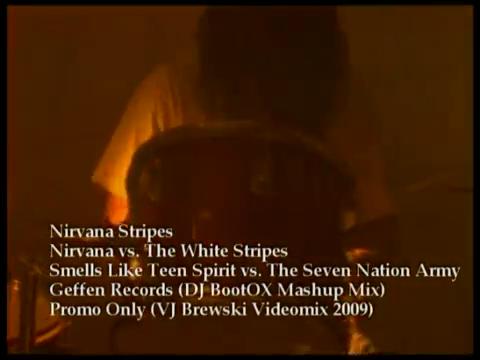 Nirvana Stripes
Nirvana vs. The White Stripes
Smells Like Teen Spirit vs. The Seven Nation Army
Geffen Records (DJ BootOX Mashup Mix)
Promo Only (VJ Brewski Videomix 2009)